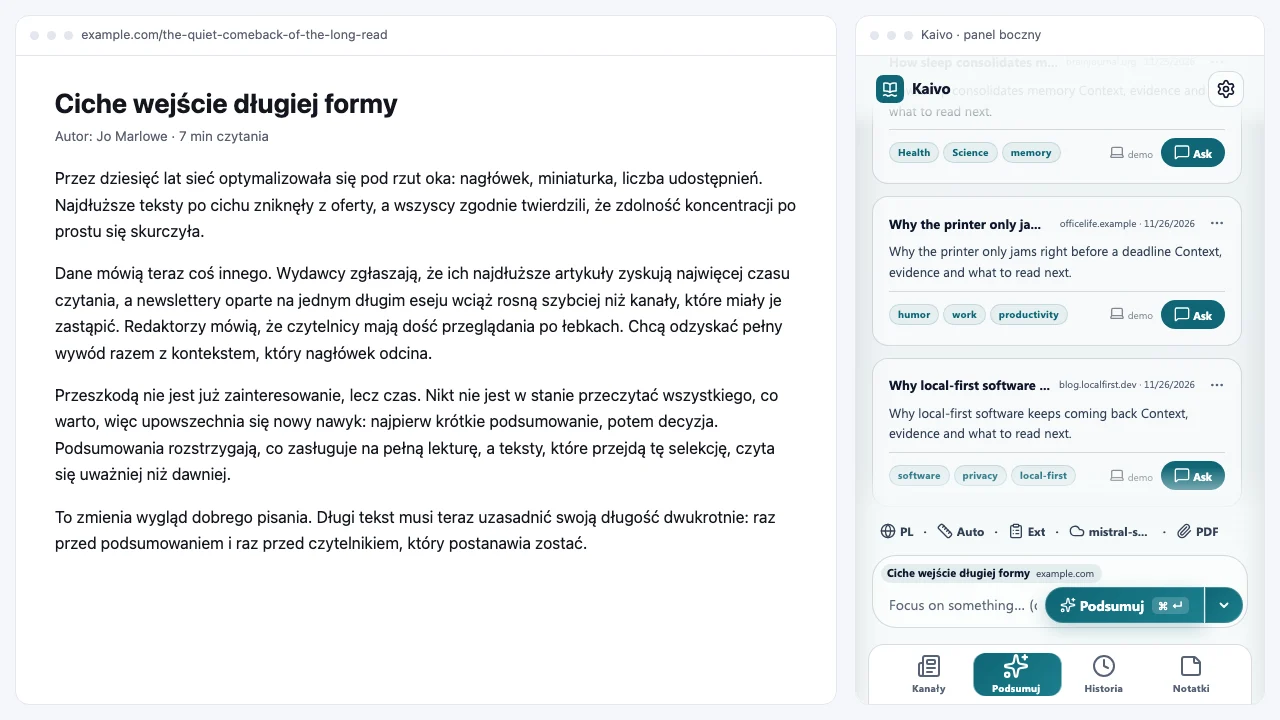 example.com/the-quiet-comeback-of-the-long-read
Ciche wejście długiej formy
Autor: Jo Marlowe · 7 min czytania
Przez dziesięć lat sieć optymalizowała się pod rzut oka: nagłówek, miniaturka, liczba udostępnień.
Najdłuższe teksty po cichu zniknęły z oferty, a wszyscy zgodnie twierdzili, że zdolność koncentracji po
prostu się skurczyła.
Dane mówią teraz coś innego. Wydawcy zgłaszają, że ich najdłuższe artykuły zyskują najwięcej czasu
czytania, a newslettery oparte na jednym długim eseju wciąż rosną szybciej niż kanały, które miały je
zastąpić. Redaktorzy mówią, że czytelnicy mają dość przeglądania po łebkach. Chcą odzyskać pełny
wywód razem z kontekstem, który nagłówek odcina.
Przeszkodą nie jest już zainteresowanie, lecz czas. Nikt nie jest w stanie przeczytać wszystkiego, co
warto, więc upowszechnia się nowy nawyk: najpierw krótkie podsumowanie, potem decyzja.
Podsumowania rozstrzygają, co zasługuje na pełną lekturę, a teksty, które przejdą tę selekcję, czyta
się uważniej niż dawniej.
To zmienia wygląd dobrego pisania. Długi tekst musi teraz uzasadnić swoją długość dwukrotnie: raz
przed podsumowaniem i raz przed czytelnikiem, który postanawia zostać.
Kaivo · panel boczny
How sleep consolidates m... 11/25/2026
Kaivo
consolidates memory Context, evidence and
what to read next.
Health Science memory demo Ask
Why the printer only ja... officelife.example · 11/26/2026 ...
Why the printer only jams right before a deadline Context,
evidence and what to read next.
humor work productivity demo Ask
Why local-first software ... blog.localfirst.dev · 11/26/2026 ...
Why local-first software keeps coming back Context,
evidence and what to read next.
software privacy local-first demo Ask
PL · Auto · Ext · mistral-s... · PDF
Ciche wejście długiej formy example.com
Focus on something... (
Podsumuj ⌘ ↵
Kanały Podsumuj Historia Notatki